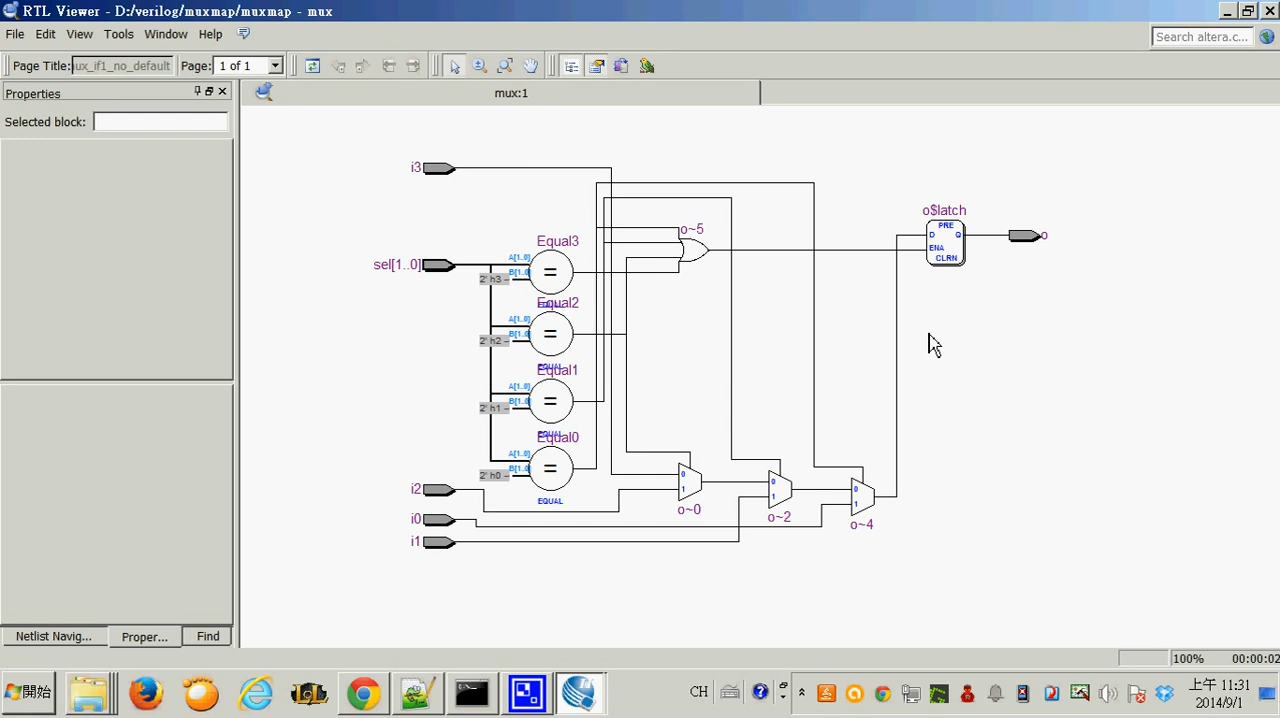 RTL Viewer - D:/verilog/muxmap/muxmap - mux
File Edit View Tools Window Help
Search altera.c...
Page Title: ux_if1_no_default Page: 1 of 1
Properties
mux:1
Selected block:
i3
o$latch
PRE
D Q
ENA
CLRN
o
o~5
Equal3
sel[1..0]
A[1..0]
B[1..0]
=
2' h3
EQUAL
Equal2
A[1..0]
B[1..0]
=
2' h2
EQUAL
Equal1
A[1..0]
B[1..0]
=
2' h1
EQUAL
Equal0
A[1..0]
B[1..0]
=
2' h0
EQUAL
0
1
o~0
0
1
o~2
0
1
o~4
i2
i0
i1
Netlist Navig... Proper... Find
100% 00:00:02
開始
CH
上午 11:31
2014/9/1